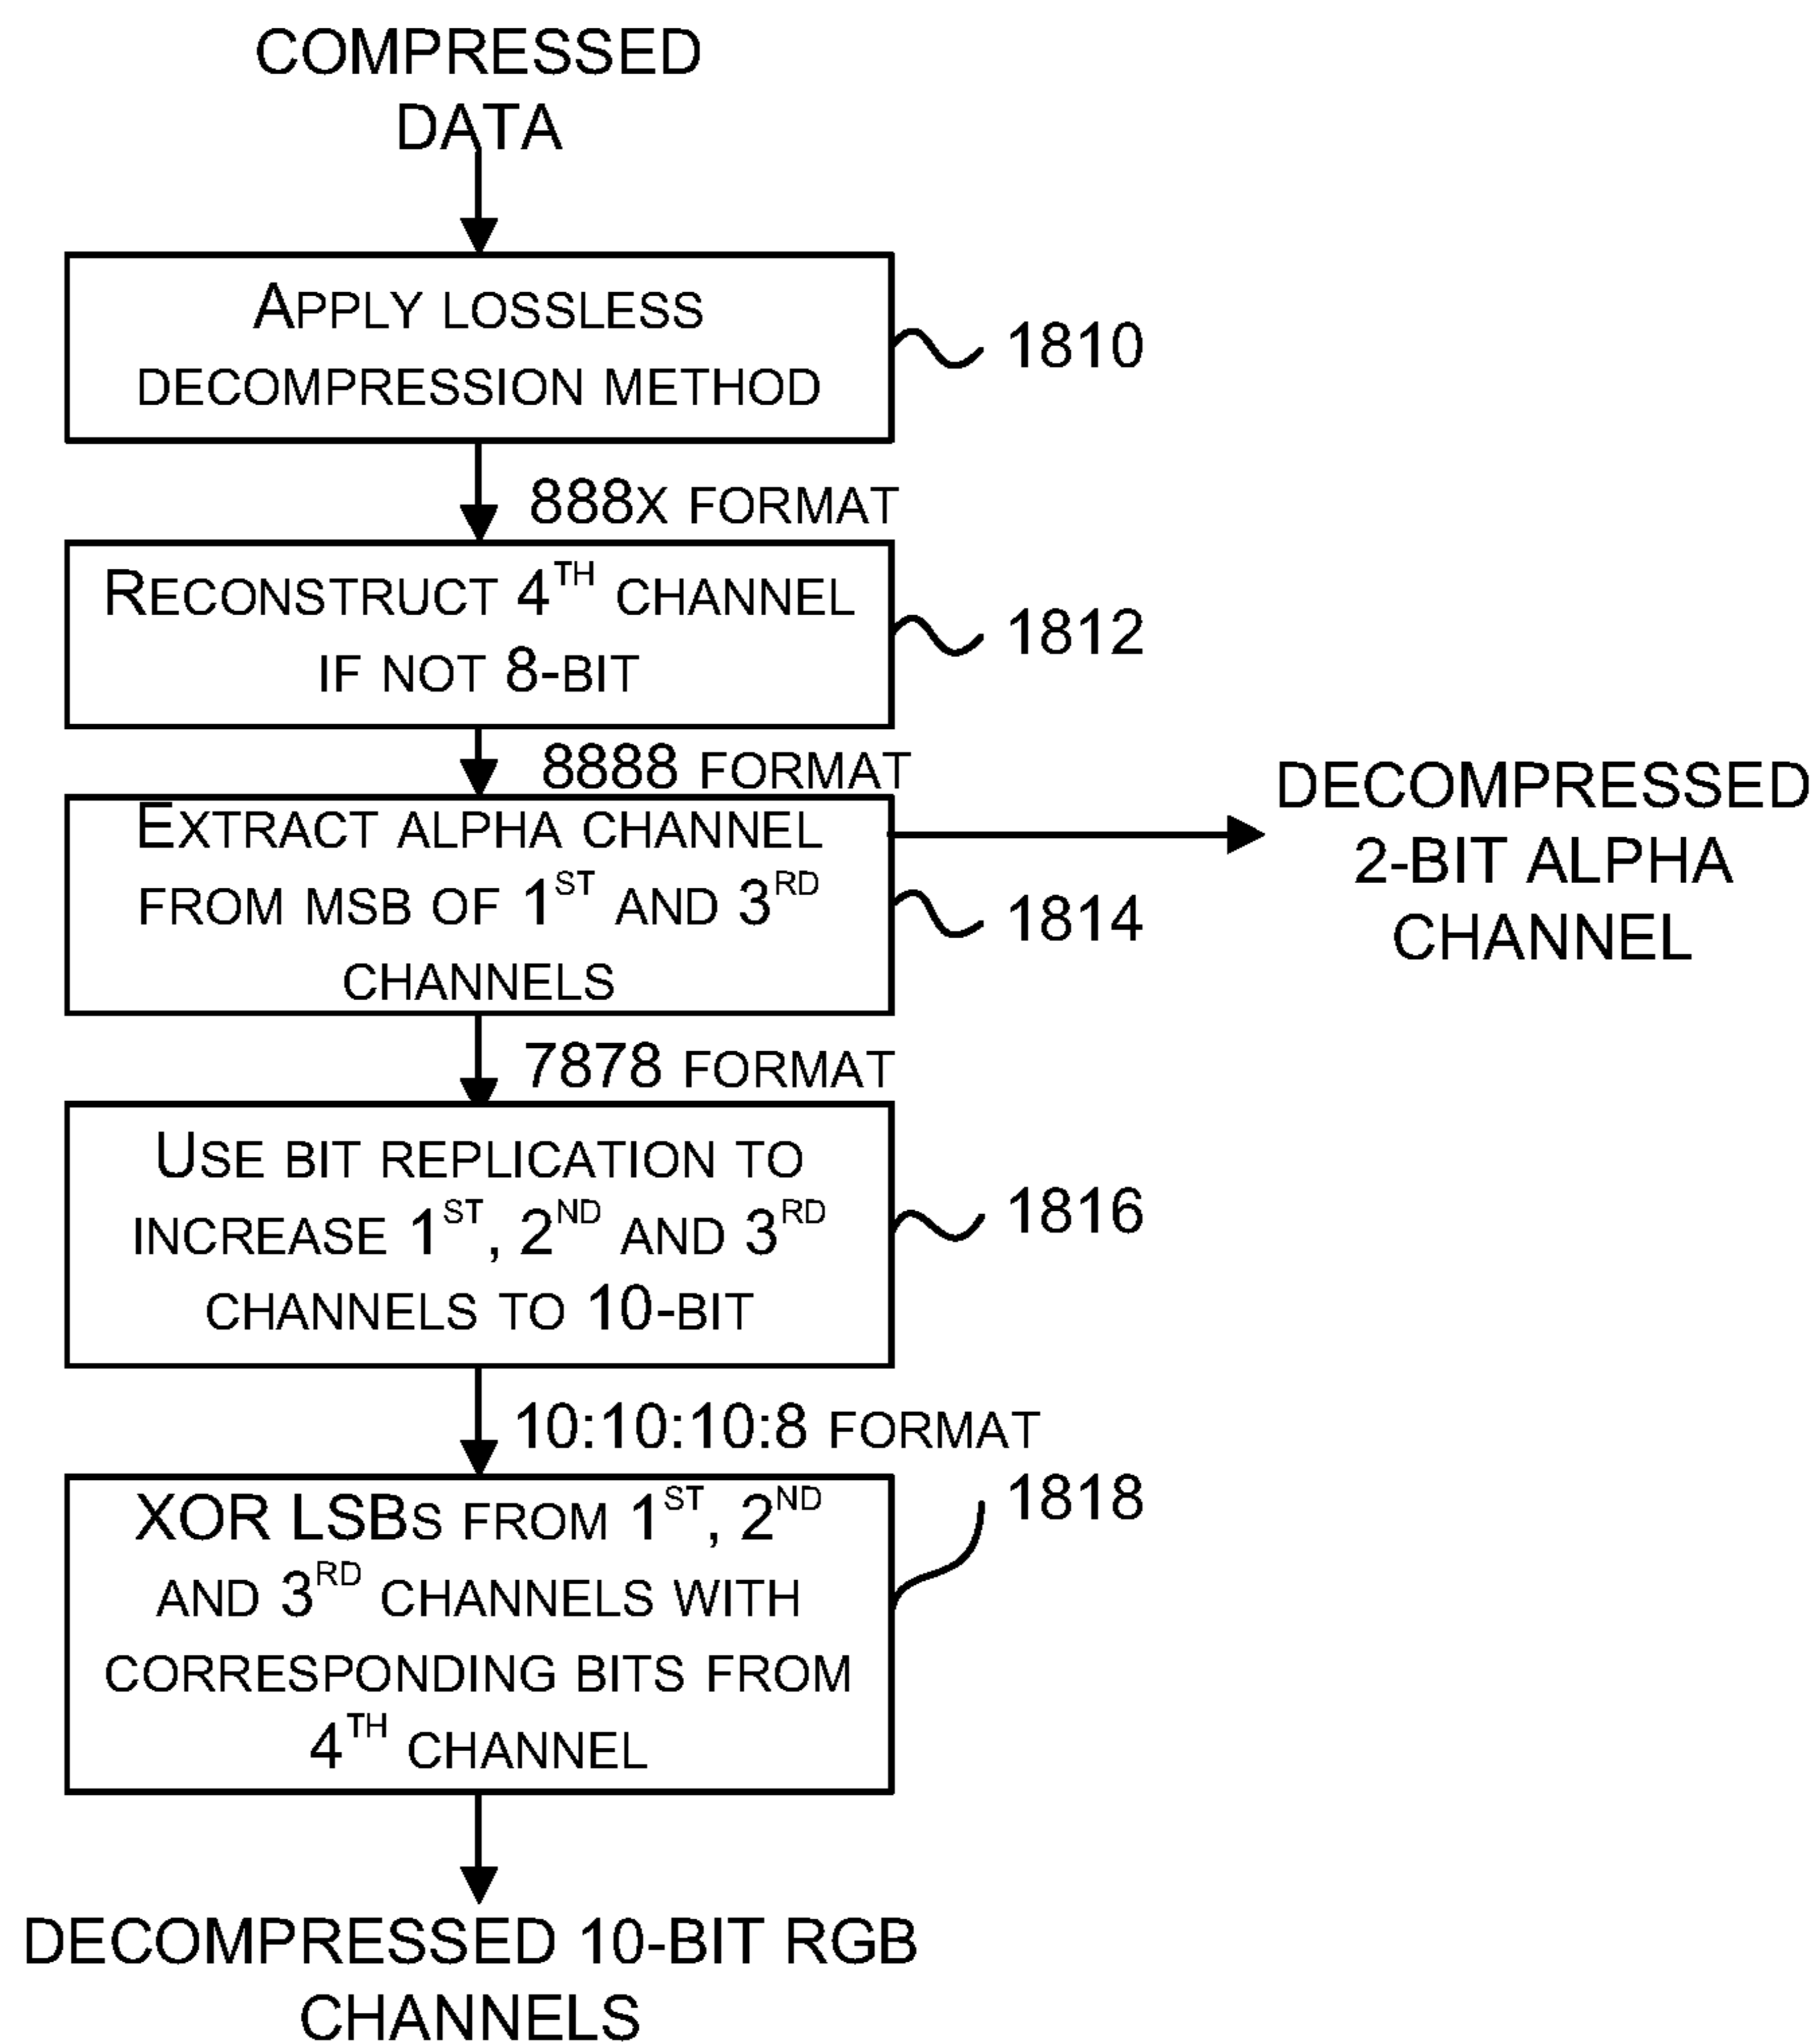 COMPRESSED
DATA
APPLY LOSSLESS
DECOMPRESSION METHOD
1810
888X FORMAT
RECONSTRUCT 4TH CHANNEL
IF NOT 8-BIT
1812
8888 FORMAT
EXTRACT ALPHA CHANNEL
FROM MSB OF 1ST AND 3RD
CHANNELS
1814
DECOMPRESSED
2-BIT ALPHA
CHANNEL
7878 FORMAT
USE BIT REPLICATION TO
INCREASE 1ST, 2ND AND 3RD
CHANNELS TO 10-BIT
1816
10:10:10:8 FORMAT
XOR LSBS FROM 1ST, 2ND
AND 3RD CHANNELS WITH
CORRESPONDING BITS FROM
4TH CHANNEL
1818
DECOMPRESSED 10-BIT RGB
CHANNELS